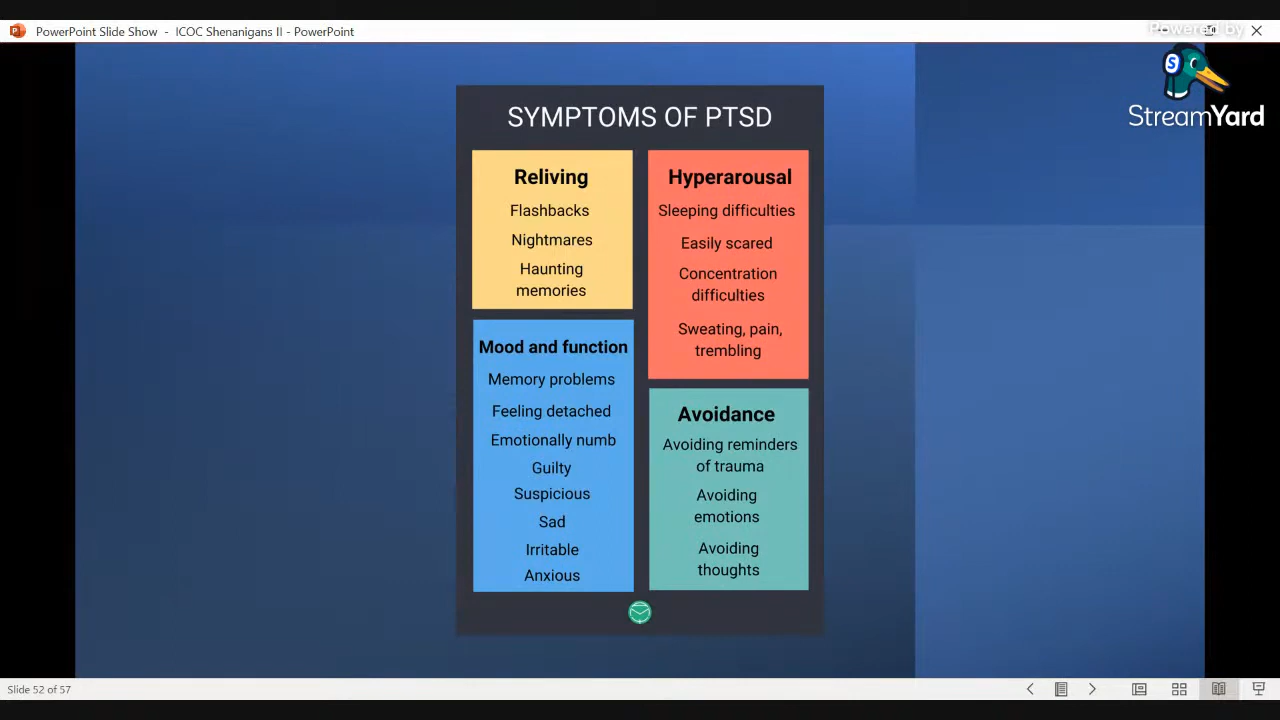 PowerPoint Slide Show - ICOC Shenanigans II - PowerPoint
Powered by
StreamYard
SYMPTOMS OF PTSD
Reliving
Flashbacks
Nightmares
Haunting
memories
Hyperarousal
Sleeping difficulties
Easily scared
Concentration
difficulties
Sweating, pain,
trembling
Mood and function
Memory problems
Feeling detached
Emotionally numb
Guilty
Suspicious
Sad
Irritable
Anxious
Avoidance
Avoiding reminders
of trauma
Avoiding
emotions
Avoiding
thoughts
Slide 52 of 57